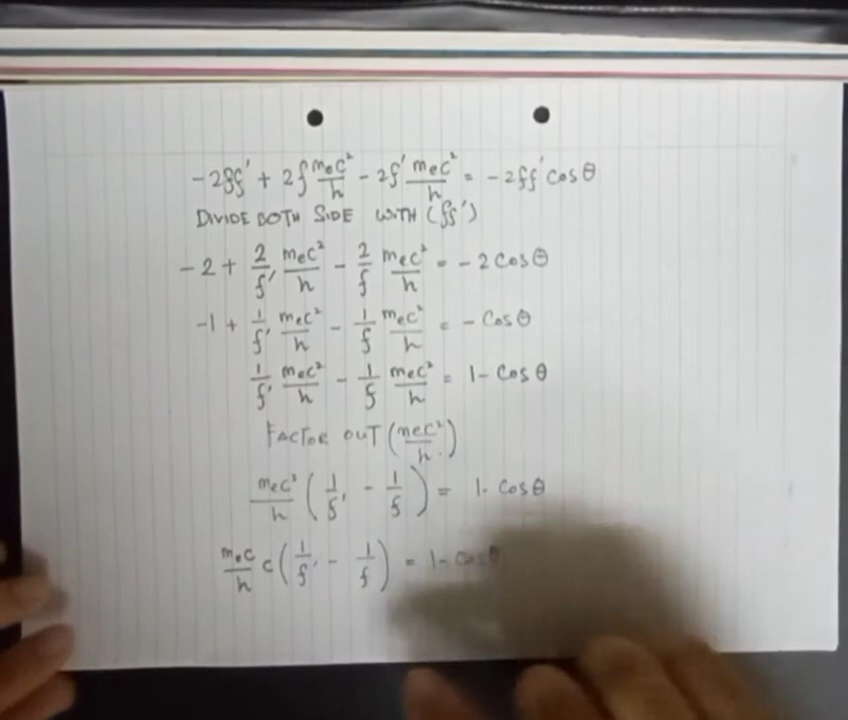 -2ff' + 2f mₑc²/h - 2f' mₑc²/h = -2ff' cos θ
DIVIDE BOTH SIDE WITH (ff')
-2 + 2/f' mₑc²/h - 2/f mₑc²/h = -2 cos θ
-1 + 1/f' mₑc²/h - 1/f mₑc²/h = - cos θ
1/f' mₑc²/h - 1/f mₑc²/h = 1 - cos θ
FACTOR OUT (mₑc²/h)
mₑc²/h (1/f' - 1/f) = 1 - cos θ
mₑc/h c (1/f' - 1/f) = 1 - cos θ